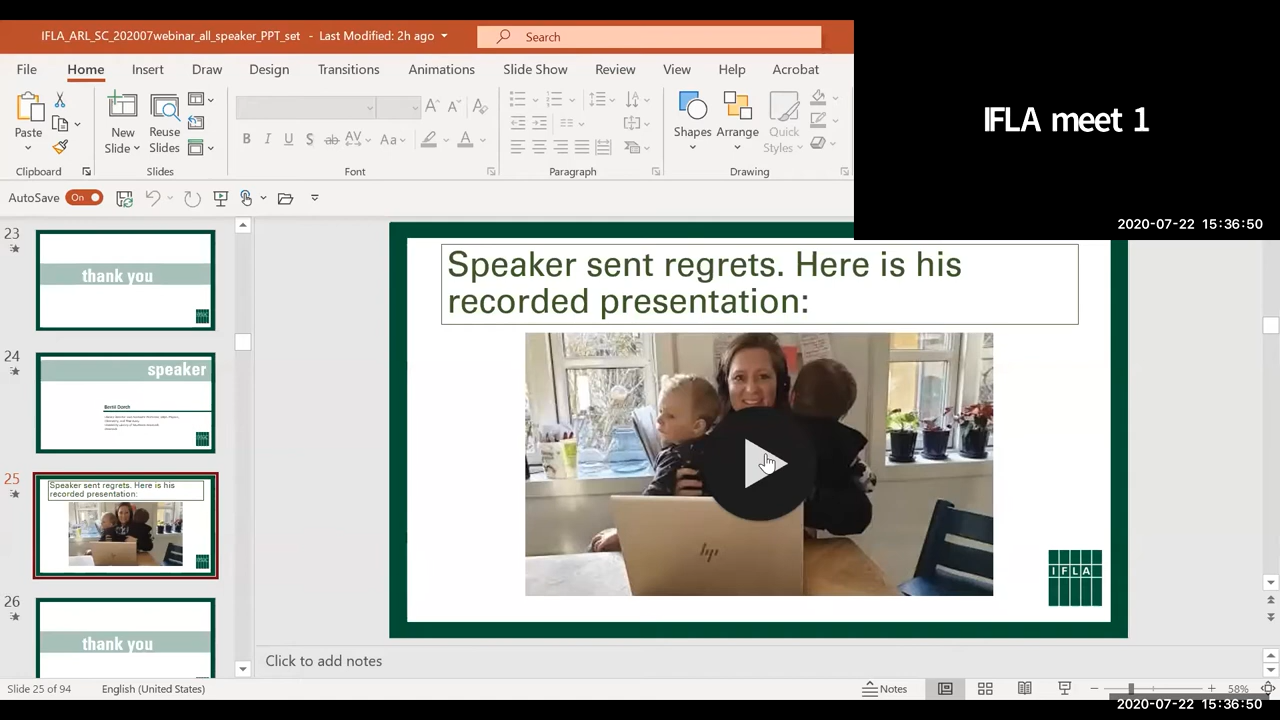 IFLA_ARL_SC_202007webinar_all_speaker_PPT_set - Last Modified: 2h ago
Search
File Home Insert Draw Design Slide Show Transitions Animations Review View Help Acrobat
Paste
New Slide
Reuse Slides
Shapes
Arrange
Quick Styles
Clipboard
Slides
Font
Paragraph
Drawing
AutoSave On
IFLA meet 1
2020-07-22 15:36:50
23
thank you
24
speaker
25
Speaker sent regrets. Here is his
recorded presentation:
26
thank you
Speaker sent regrets. Here is his
recorded presentation:
hp
IFLA
Click to add notes
Slide 25 of 94
English (United States)
Notes
58%
2020-07-22 15:36:50